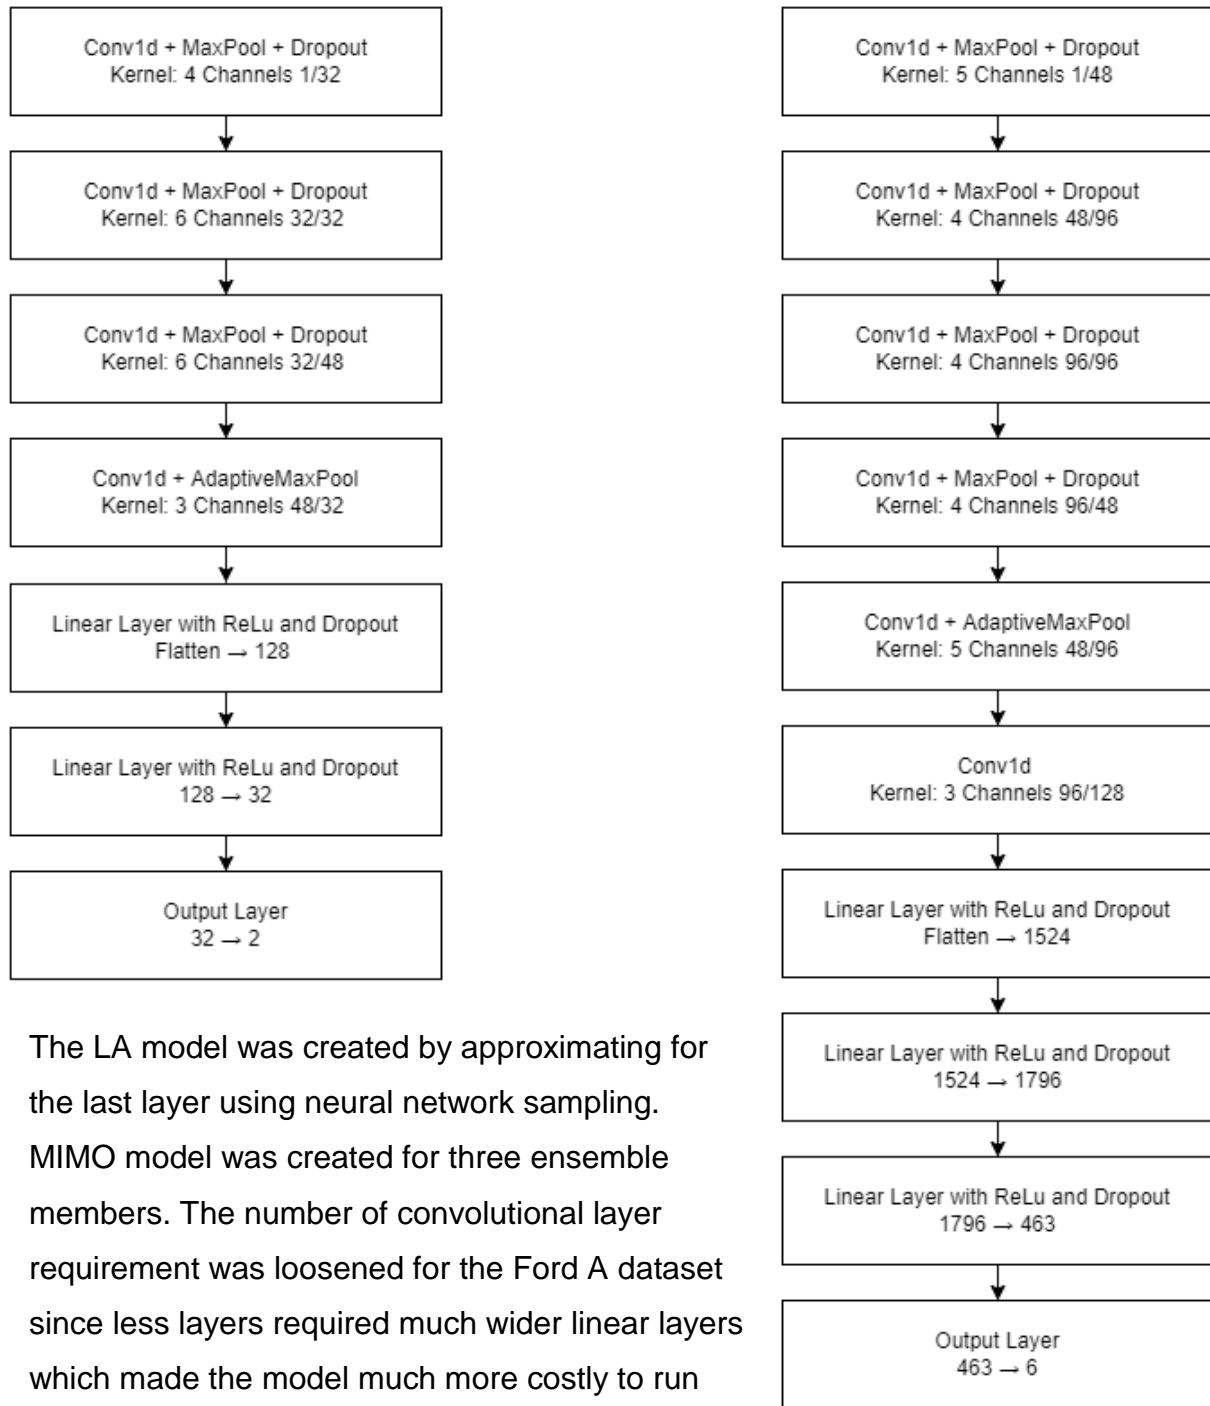 Conv1d + MaxPool + Dropout
Kernel: 4 Channels 1/32
Conv1d + MaxPool + Dropout
Kernel: 6 Channels 32/32
Conv1d + MaxPool + Dropout
Kernel: 6 Channels 32/48
Conv1d + AdaptiveMaxPool
Kernel: 3 Channels 48/32
Linear Layer with ReLu and Dropout
Flatten → 128
Linear Layer with ReLu and Dropout
128 → 32
Output Layer
32 → 2
The LA model was created by approximating for
the last layer using neural network sampling.
MIMO model was created for three ensemble
members. The number of convolutional layer
requirement was loosened for the Ford A dataset
since less layers required much wider linear layers
which made the model much more costly to run
Conv1d + MaxPool + Dropout
Kernel: 5 Channels 1/48
Conv1d + MaxPool + Dropout
Kernel: 4 Channels 48/96
Conv1d + MaxPool + Dropout
Kernel: 4 Channels 96/96
Conv1d + MaxPool + Dropout
Kernel: 4 Channels 96/48
Conv1d + AdaptiveMaxPool
Kernel: 5 Channels 48/96
Conv1d
Kernel: 3 Channels 96/128
Linear Layer with ReLu and Dropout
Flatten → 1524
Linear Layer with ReLu and Dropout
1524 → 1796
Linear Layer with ReLu and Dropout
1796 → 463
Output Layer
463 → 6